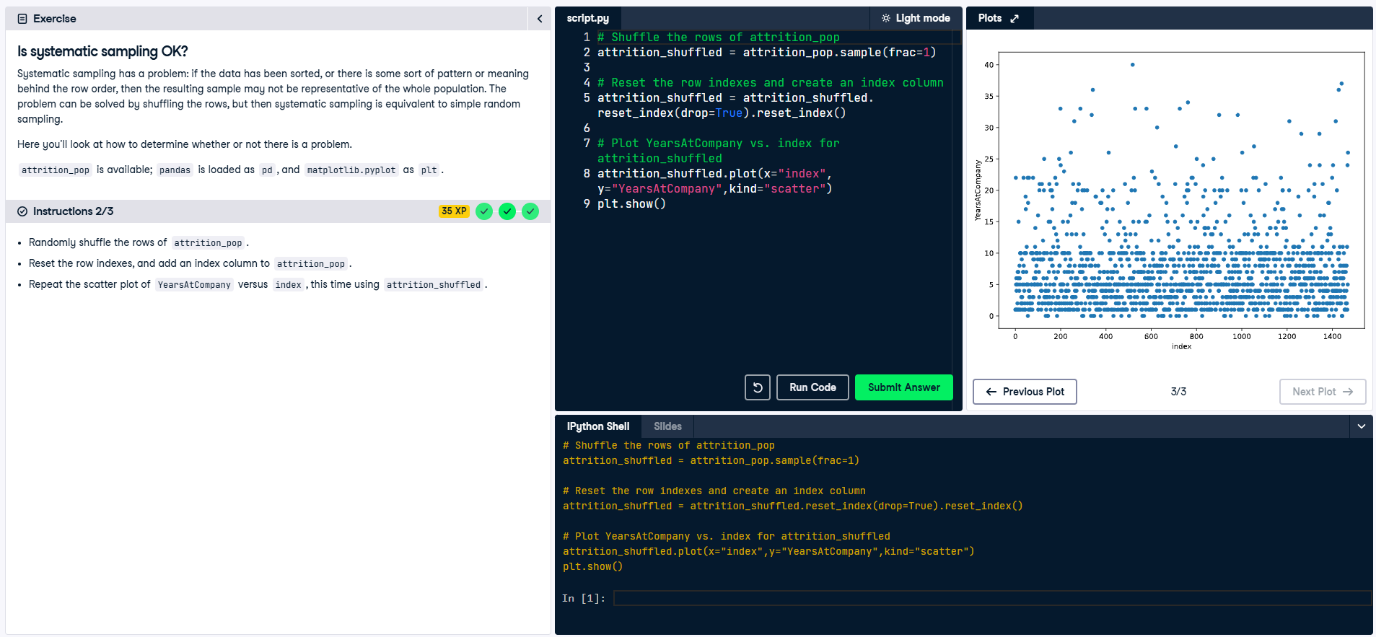 Exercise
Is systematic sampling OK?
Systematic sampling has a problem: if the data has been sorted, or there is some sort of pattern or meaning
behind the row order, then the resulting sample may not be representative of the whole population. The
problem can be solved by shuffling the rows, but then systematic sampling is equivalent to simple random
sampling.
Here you'll look at how to determine whether or not there is a problem.
attrition_pop is available; pandas is loaded as pd , and matplotlib.pyplot as plt .
Instructions 2/3
35 XP
Randomly shuffle the rows of attrition_pop .
Reset the row indexes, and add an index column to attrition_pop .
Repeat the scatter plot of YearsAtCompany versus index , this time using attrition_shuffled .
script.py
Light mode
1 # Shuffle the rows of attrition_pop
2 attrition_shuffled = attrition_pop.sample(frac=1)
3
4 # Reset the row indexes and create an index column
5 attrition_shuffled = attrition_shuffled.
reset_index(drop=True).reset_index()
6
7 # Plot YearsAtCompany vs. index for
attrition_shuffled
8 attrition_shuffled.plot(x="index",
y="YearsAtCompany",kind="scatter")
9 plt.show()
Run Code
Submit Answer
Plots
40
35
30
25
20
15
10
5
0
YearsAtCompany
0 200 400 600 800 1000 1200 1400
index
Previous Plot
3/3
Next Plot
IPython Shell
Slides
# Shuffle the rows of attrition_pop
attrition_shuffled = attrition_pop.sample(frac=1)
# Reset the row indexes and create an index column
attrition_shuffled = attrition_shuffled.reset_index(drop=True).reset_index()
# Plot YearsAtCompany vs. index for attrition_shuffled
attrition_shuffled.plot(x="index",y="YearsAtCompany",kind="scatter")
plt.show()
In [1]: